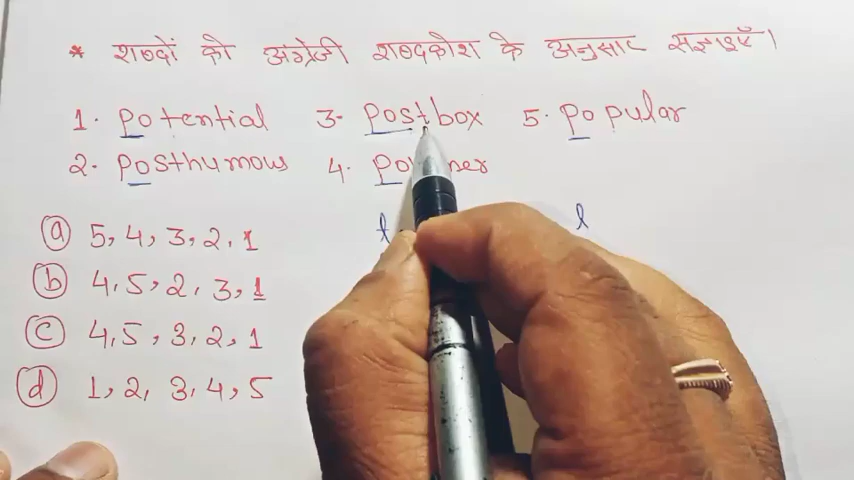 * शब्दों को अंग्रेजी शब्दकोश के अनुसार सजाइएँ।
1. Potential 3- Postbox 5. Popular
2. Posthumous 4.
(a) 5, 4, 3, 2, 1
(b) 4, 5, 2, 3, 1
(c) 4, 5, 3, 2, 1
(d) 1, 2, 3, 4, 5